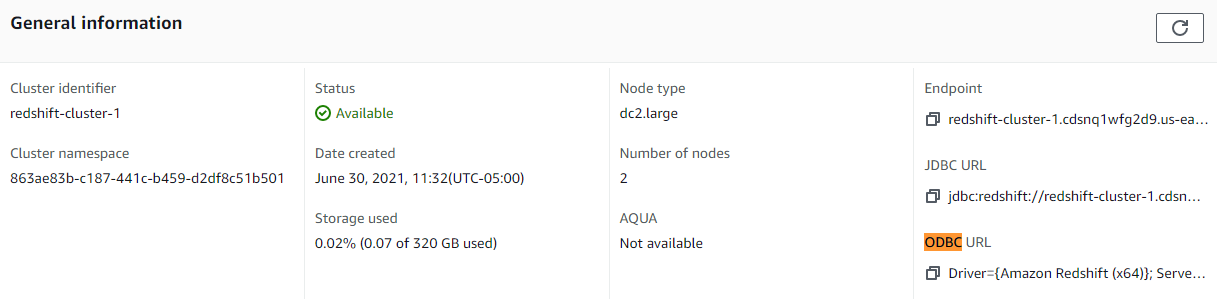 General information
Cluster identifier
redshift-cluster-1
Cluster namespace
863ae83b-c187-441c-b459-d2df8c51b501
Status
Available
Date created
June 30, 2021, 11:32(UTC-05:00)
Storage used
0.02% (0.07 of 320 GB used)
Node type
dc2.large
Number of nodes
2
AQUA
Not available
Endpoint
redshift-cluster-1.cdsnq1wfg2d9.us-ea...
JDBC URL
jdbc:redshift://redshift-cluster-1.cdsn...
ODBC URL
Driver={Amazon Redshift (x64)}; Serve...